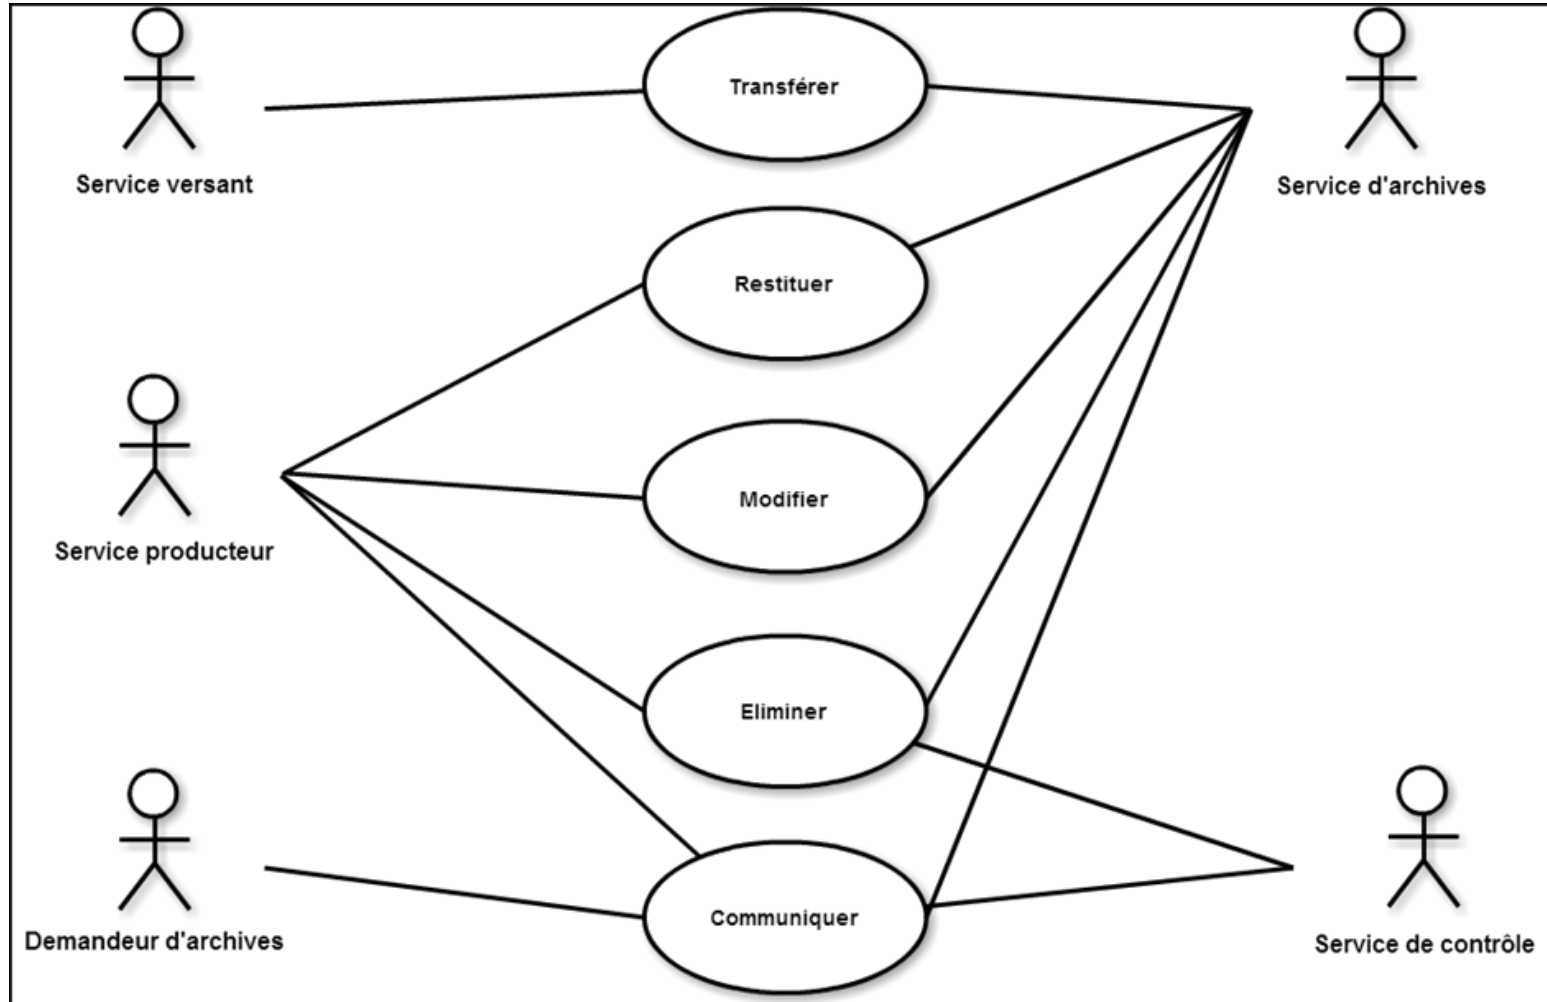 Transférer
Service versant
Service d'archives
Restituer
Modifier
Service producteur
Eliminer
Communiquer
Demandeur d'archives
Service de contrôle